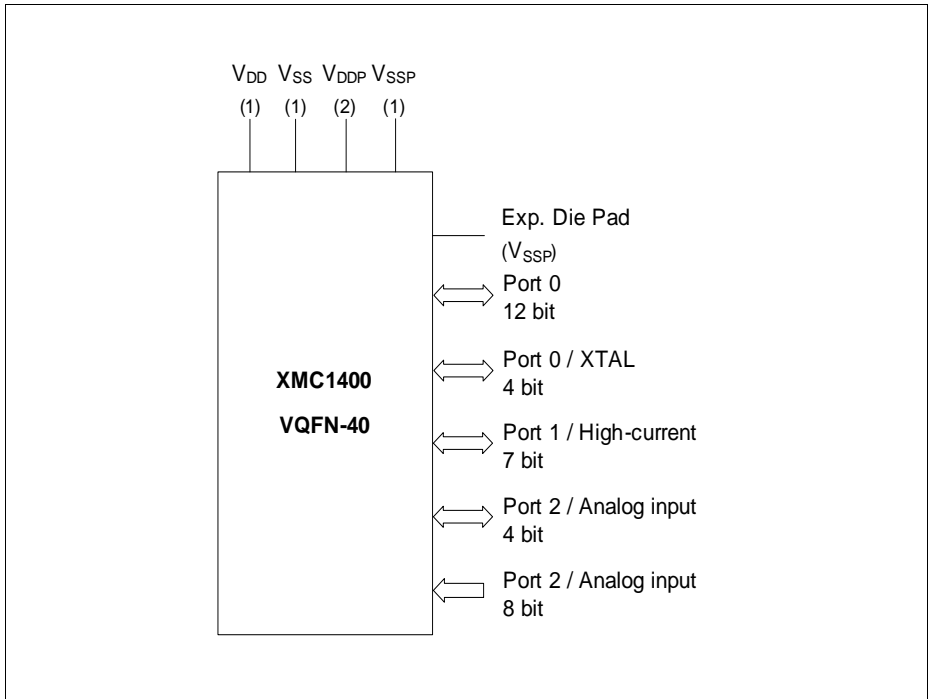 VDD VSS VDDP VSSP
(1) (1) (2) (1)
Exp. Die Pad
(VSSP)
Port 0
12 bit
Port 0 / XTAL
4 bit
XMC1400
VQFN-40
Port 1 / High-current
7 bit
Port 2 / Analog input
4 bit
Port 2 / Analog input
8 bit